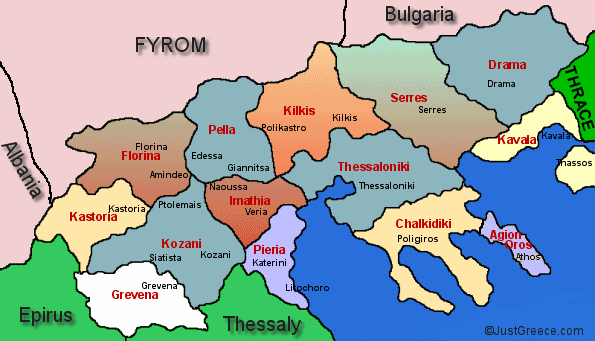 Bulgaria
FYROM
Drama
Drama
THRACE
Serres
Serres
Kilkis
Kilkis
Polikastro
Pella
Edessa
Giannitsa
Florina
Florina
Amindeo
Kavala
Kavala
Thassos
Albania
Thessaloniki
Thessaloniki
Naoussa
Imathia
Veria
Kastoria
Kastoria
Ptolemais
Kozani
Siatista
Kozani
Chalkidiki
Poligiros
Agion
Oros
Athos
Pieria
Katerini
Litochoro
Grevena
Grevena
Epirus
Thessaly
©JustGreece.com